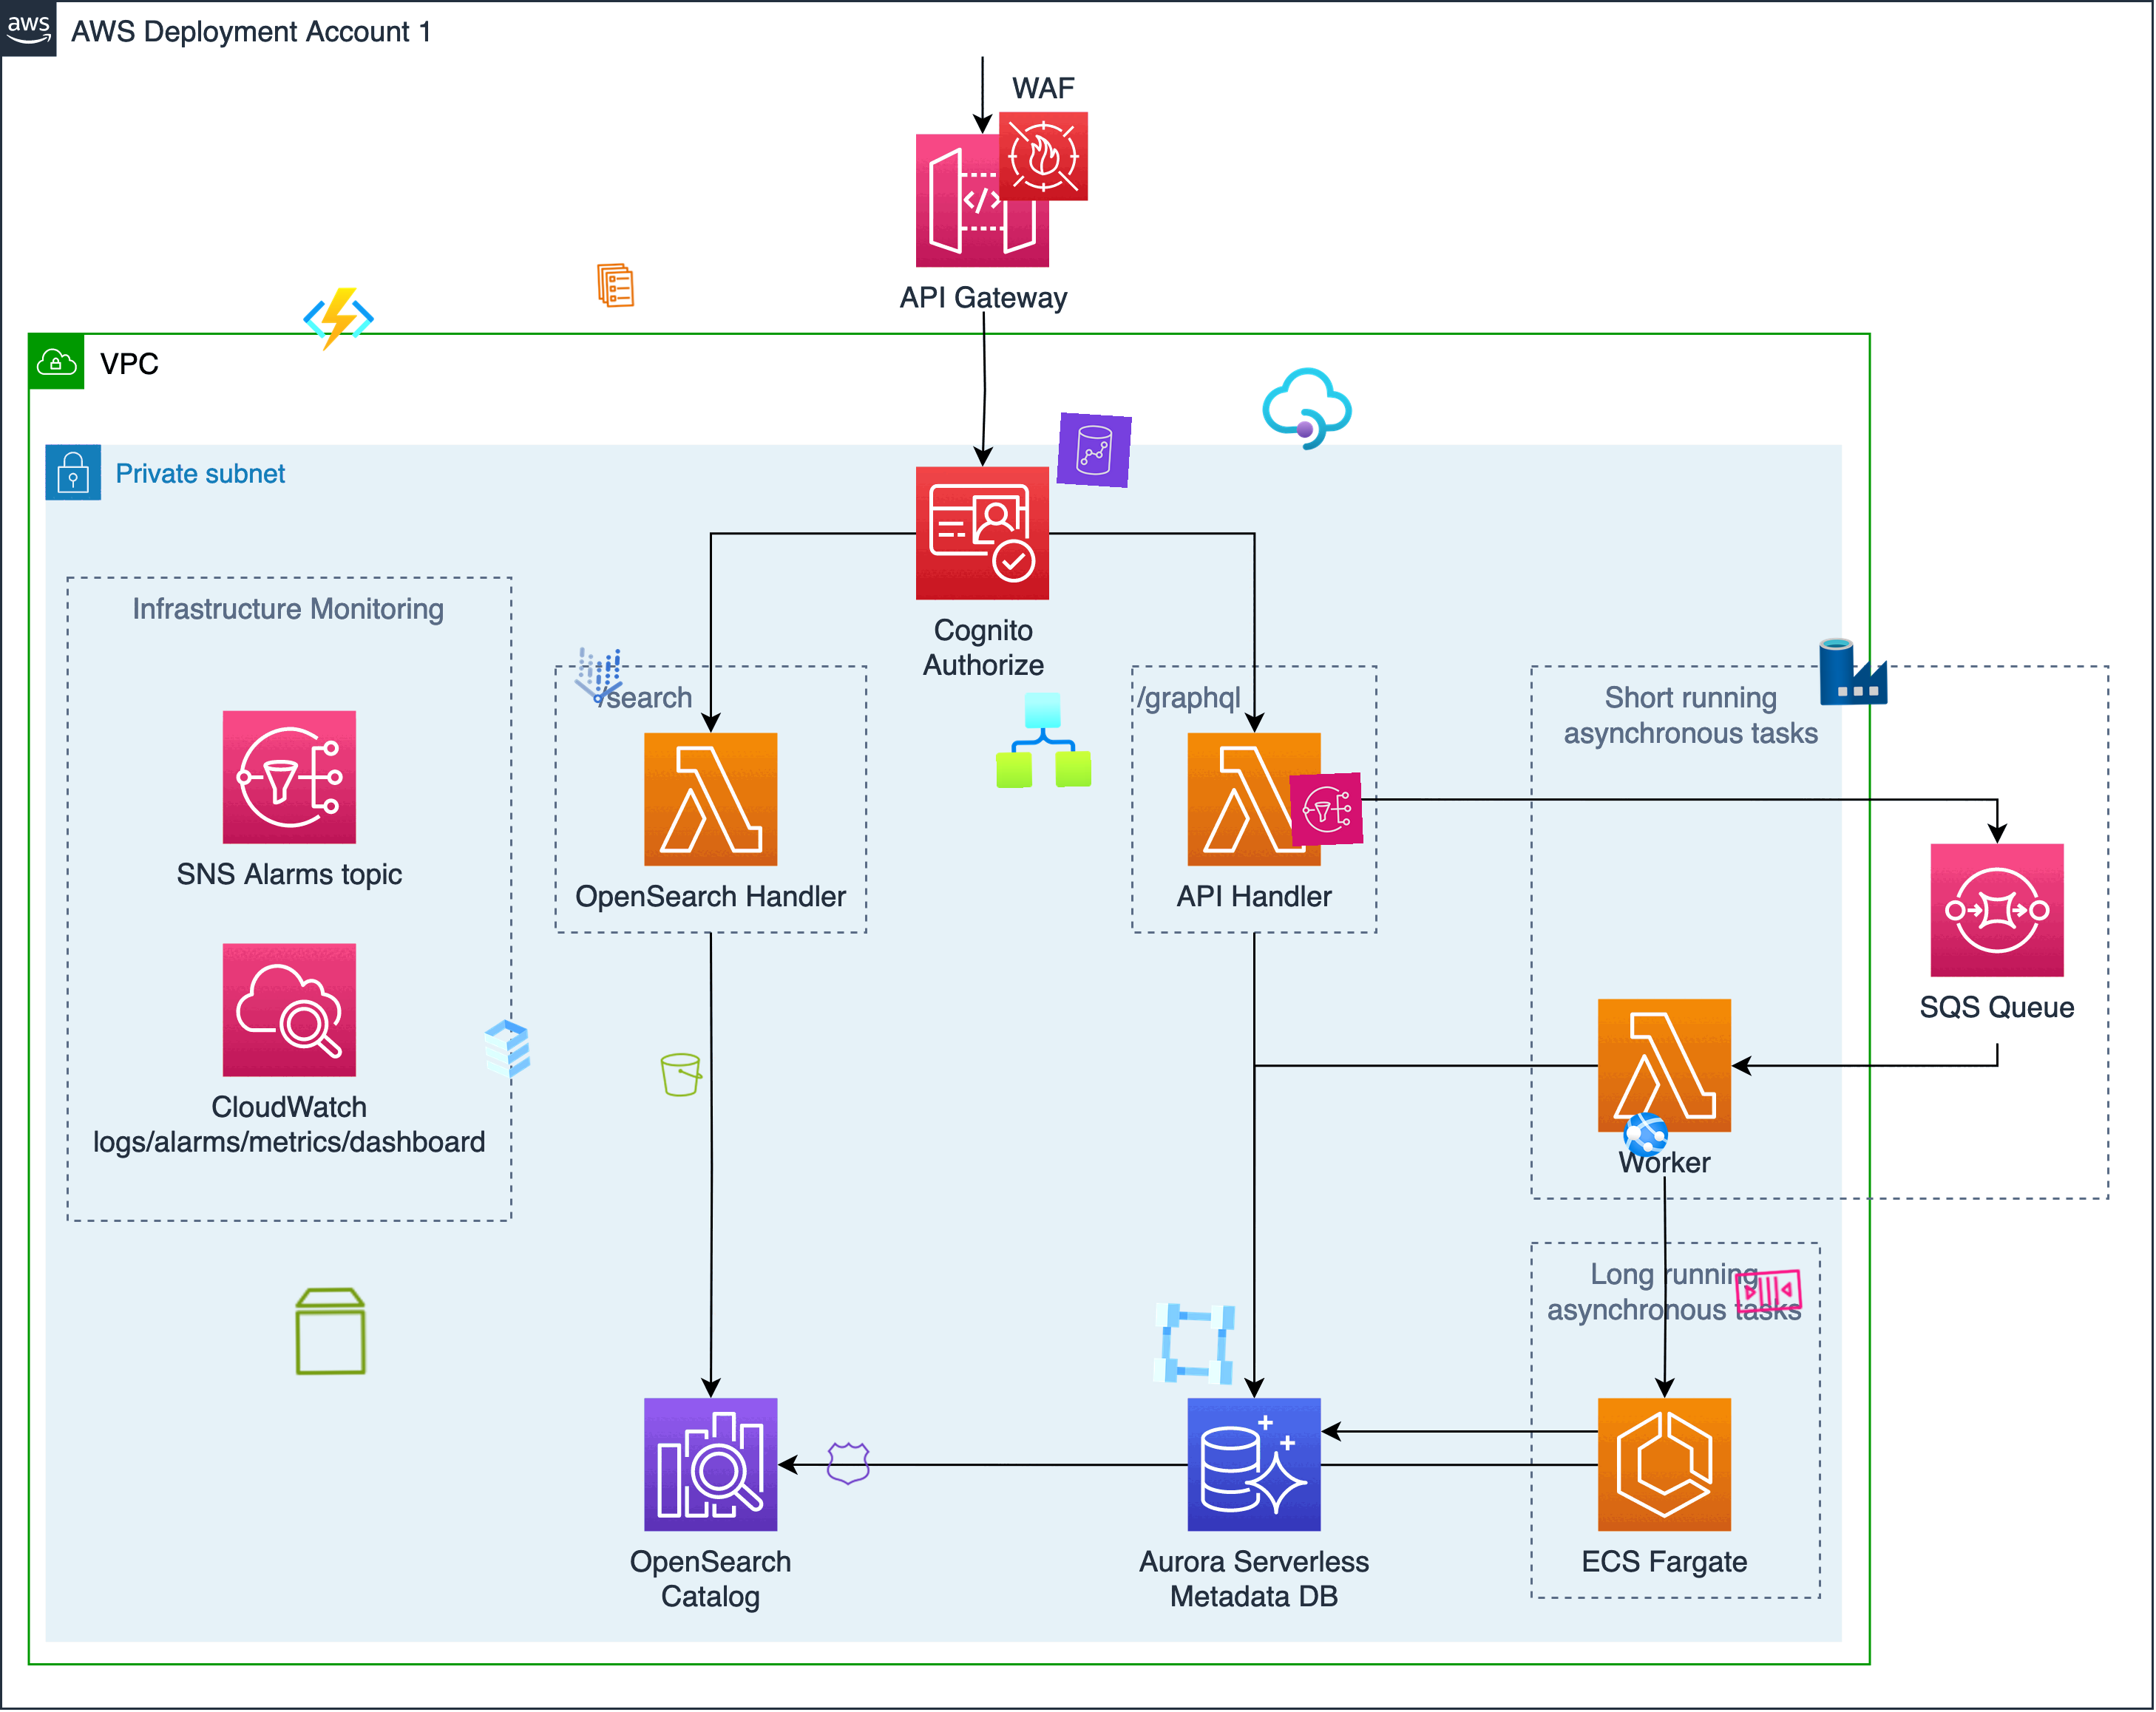 aws
AWS Deployment Account 1
WAF
API Gateway
VPC
Private subnet
Cognito
Authorize
Infrastructure Monitoring
/search
/graphql
Short running
asynchronous tasks
SNS Alarms topic
OpenSearch Handler
API Handler
SQS Queue
CloudWatch
logs/alarms/metrics/dashboard
Worker
Long running
asynchronous tasks
OpenSearch
Catalog
Aurora Serverless
Metadata DB
ECS Fargate